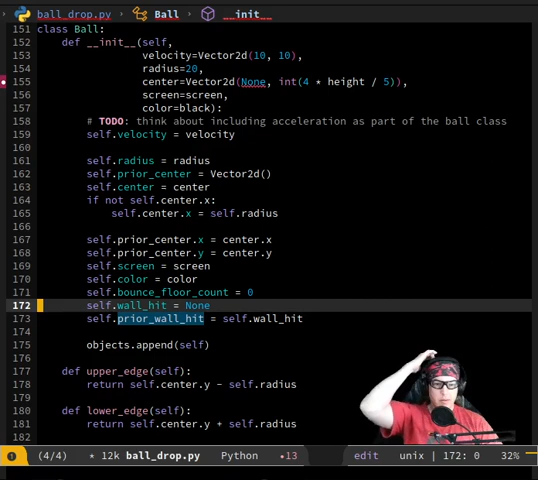 ball_drop.py › Ball › __init__
151 class Ball:
152 def __init__(self,
153 velocity=Vector2d(10, 10),
154 radius=20,
155 center=Vector2d(None, int(4 * height / 5)),
156 screen=screen,
157 color=black):
158 # TODO: think about including acceleration as part of the ball class
159 self.velocity = velocity
160
161 self.radius = radius
162 self.prior_center = Vector2d()
163 self.center = center
164 if not self.center.x:
165 self.center.x = self.radius
166
167 self.prior_center.x = center.x
168 self.prior_center.y = center.y
169 self.screen = screen
170 self.color = color
171 self.bounce_floor_count = 0
172 self.wall_hit = None
173 self.prior_wall_hit = self.wall_hit
174
175 objects.append(self)
176
177 def upper_edge(self):
178 return self.center.y - self.radius
179
180 def lower_edge(self):
181 return self.center.y + self.radius
182
(4/4) * 12k ball_drop.py Python •13 edit unix | 172: 0 32%